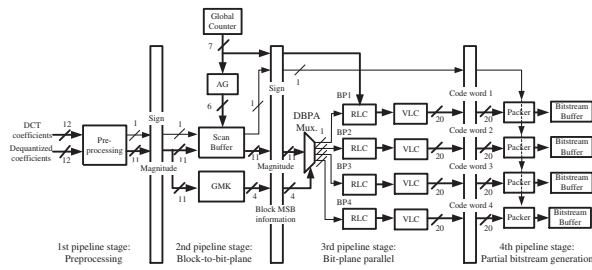 Global
Counter
7
AG
6
1
1
Sign
Sign
BP1
RLC
VLC
20
20
Code word 1
Packer
Bitstream
Buffer
DCT
coefficients
12
Dequantized
coefficients
12
Pre-
processing
1
11
Magnitude
1
11
Scan
Buffer
11
11
Magnitude
DBPA
Mux.
1
BP2
RLC
VLC
20
20
Code word 2
Packer
Bitstream
Buffer
11
GMK
4
4
Block MSB
information
BP3
RLC
VLC
20
20
Code word 3
Packer
Bitstream
Buffer
BP4
RLC
VLC
20
20
Code word 4
Packer
Bitstream
Buffer
1st pipeline stage:
Preprocessing
2nd pipeline stage:
Block-to-bit-plane
3rd pipeline stage:
Bit-plane parallel
4th pipeline stage:
Partial bitstream generation